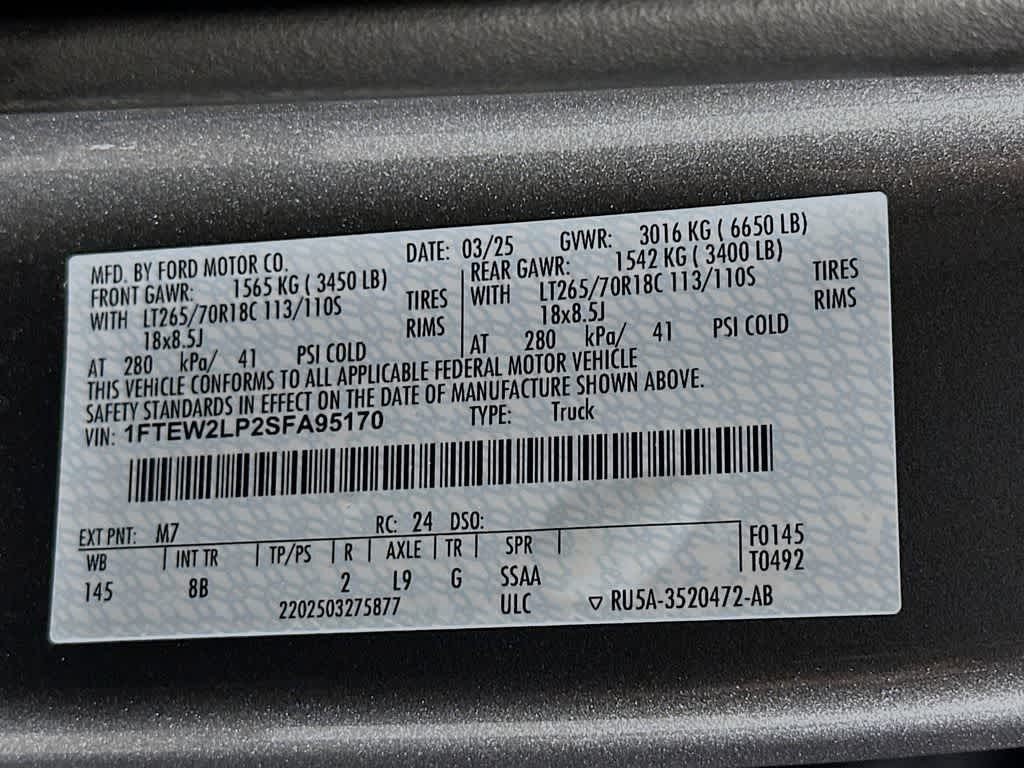 MFD. BY FORD MOTOR CO. DATE: 03/25 GVWR: 3016 KG ( 6650 LB)
FRONT GAWR: 1565 KG ( 3450 LB) REAR GAWR: 1542 KG ( 3400 LB)
WITH LT265/70R18C 113/110S TIRES WITH LT265/70R18C 113/110S TIRES
18x8.5J RIMS 18x8.5J RIMS
AT 280 kPa/ 41 PSI COLD AT 280 kPa/ 41 PSI COLD
THIS VEHICLE CONFORMS TO ALL APPLICABLE FEDERAL MOTOR VEHICLE
SAFETY STANDARDS IN EFFECT ON THE DATE OF MANUFACTURE SHOWN ABOVE.
VIN: 1FTEW2LP2SFA95170 TYPE: Truck
EXT PNT: M7 RC: 24 DSO:
WB INT TR TP/PS R AXLE TR SPR F0145
145 8B 2 L9 G SSAA T0492
2202503275877 ULC ▽ RU5A-3520472-AB